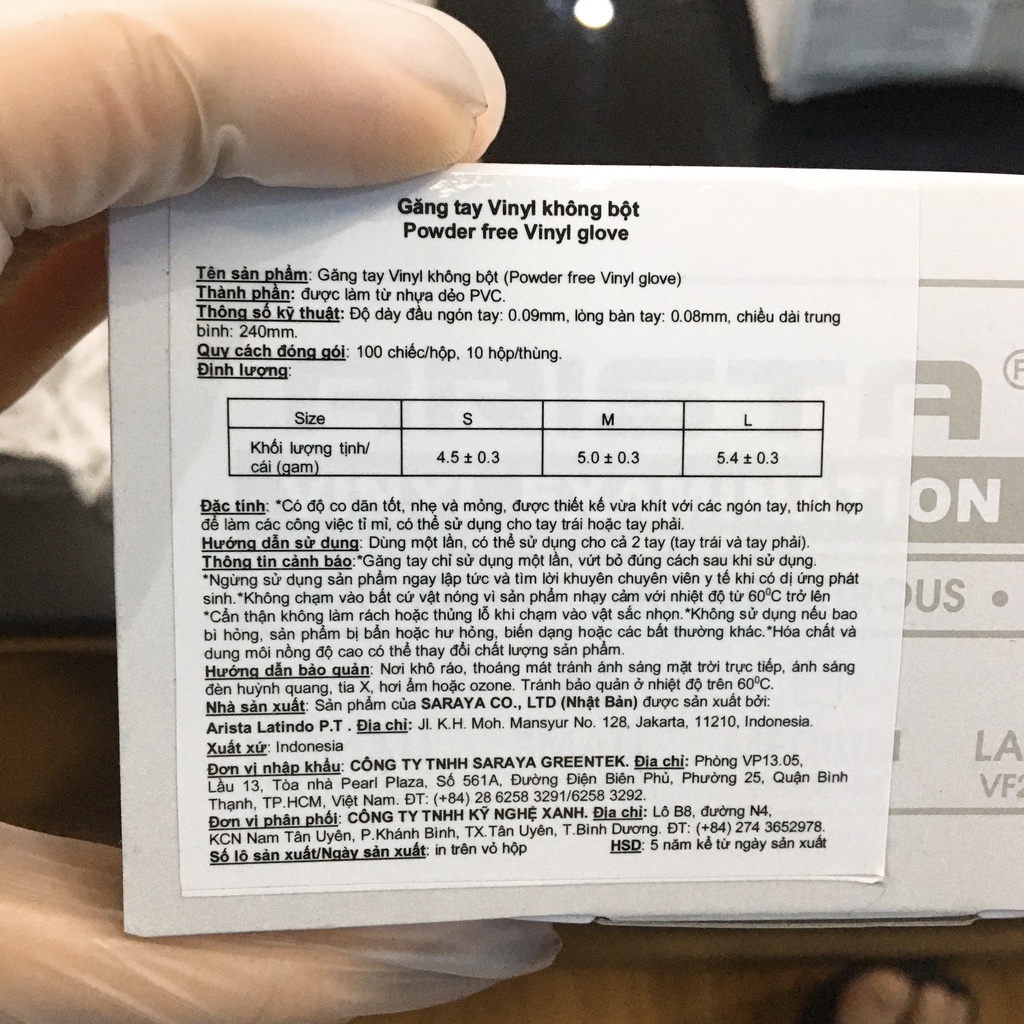 Găng tay Vinyl không bột
Powder free Vinyl glove
Tên sản phẩm: Găng tay Vinyl không bột (Powder free Vinyl glove)
Thành phần: được làm từ nhựa dẻo PVC.
Thông số kỹ thuật: Độ dày đầu ngón tay: 0.09mm, lòng bàn tay: 0.08mm, chiều dài trung
bình: 240mm.
Quy cách đóng gói: 100 chiếc/hộp, 10 hộp/thùng.
Định lượng:
Size S M L
Khối lượng tịnh/
cái (gam) 4.5 ± 0.3 5.0 ± 0.3 5.4 ± 0.3
Đặc tính: *Có độ co dãn tốt, nhẹ và mỏng, được thiết kế vừa khít với các ngón tay, thích hợp
để làm các công việc tỉ mỉ, có thể sử dụng cho tay trái hoặc tay phải.
Hướng dẫn sử dụng: Dùng một lần, có thể sử dụng cho cả 2 tay (tay trái và tay phải).
Thông tin cảnh báo:*Găng tay chỉ sử dụng một lần, vứt bỏ đúng cách sau khi sử dụng.
*Ngừng sử dụng sản phẩm ngay lập tức và tìm lời khuyên chuyên viên y tế khi có dị ứng phát
sinh.*Không chạm vào bất cứ vật nóng vì sản phẩm nhạy cảm với nhiệt độ từ 60⁰C trở lên
*Cẩn thận không làm rách hoặc thủng lỗ khi chạm vào vật sắc nhọn.*Không sử dụng nếu bao
bì hỏng, sản phẩm bị bẩn hoặc hư hỏng, biến dạng hoặc các bất thường khác.*Hóa chất và
dung môi nồng độ cao có thể thay đổi chất lượng sản phẩm.
Hướng dẫn bảo quản: Nơi khô ráo, thoáng mát tránh ánh sáng mặt trời trực tiếp, ánh sáng
đèn huỳnh quang, tia X, hơi ẩm hoặc ozone. Tránh bảo quản ở nhiệt độ trên 60⁰C.
Nhà sản xuất: Sản phẩm của SARAYA CO., LTD (Nhật Bản) được sản xuất bởi:
Arista Latindo P.T . Địa chỉ: Jl. K.H. Moh. Mansyur No. 128, Jakarta, 11210, Indonesia.
Xuất xứ: Indonesia
Đơn vị nhập khẩu: CÔNG TY TNHH SARAYA GREENTEK. Địa chỉ: Phòng VP13.05,
Lầu 13, Tòa nhà Pearl Plaza, Số 561A, Đường Điện Biên Phủ, Phường 25, Quận Bình
Thạnh, TP.HCM, Việt Nam. ĐT: (+84) 28 6258 3291/6258 3292.
Đơn vị phân phối: CÔNG TY TNHH KỸ NGHỆ XANH. Địa chỉ: Lô B8, đường N4,
KCN Nam Tân Uyên, P.Khánh Bình, TX.Tân Uyên, T.Bình Dương. ĐT: (+84) 274 3652978.
Số lô sản xuất/Ngày sản xuất: in trên vỏ hộp HSD: 5 năm kể từ ngày sản xuất
ARISTA ®
ON
OUS •
LA
VF2